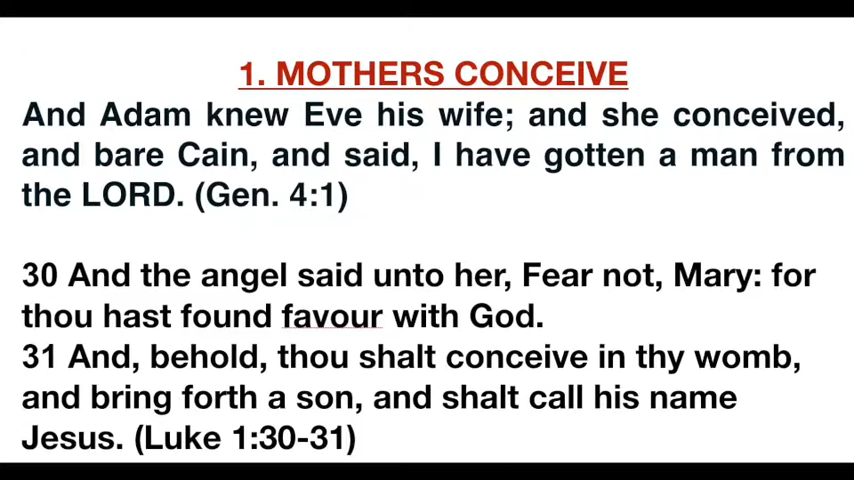 1. MOTHERS CONCEIVE
And Adam knew Eve his wife; and she conceived,
and bare Cain, and said, I have gotten a man from
the LORD. (Gen. 4:1)
30 And the angel said unto her, Fear not, Mary: for
thou hast found favour with God.
31 And, behold, thou shalt conceive in thy womb,
and bring forth a son, and shalt call his name
Jesus. (Luke 1:30-31)